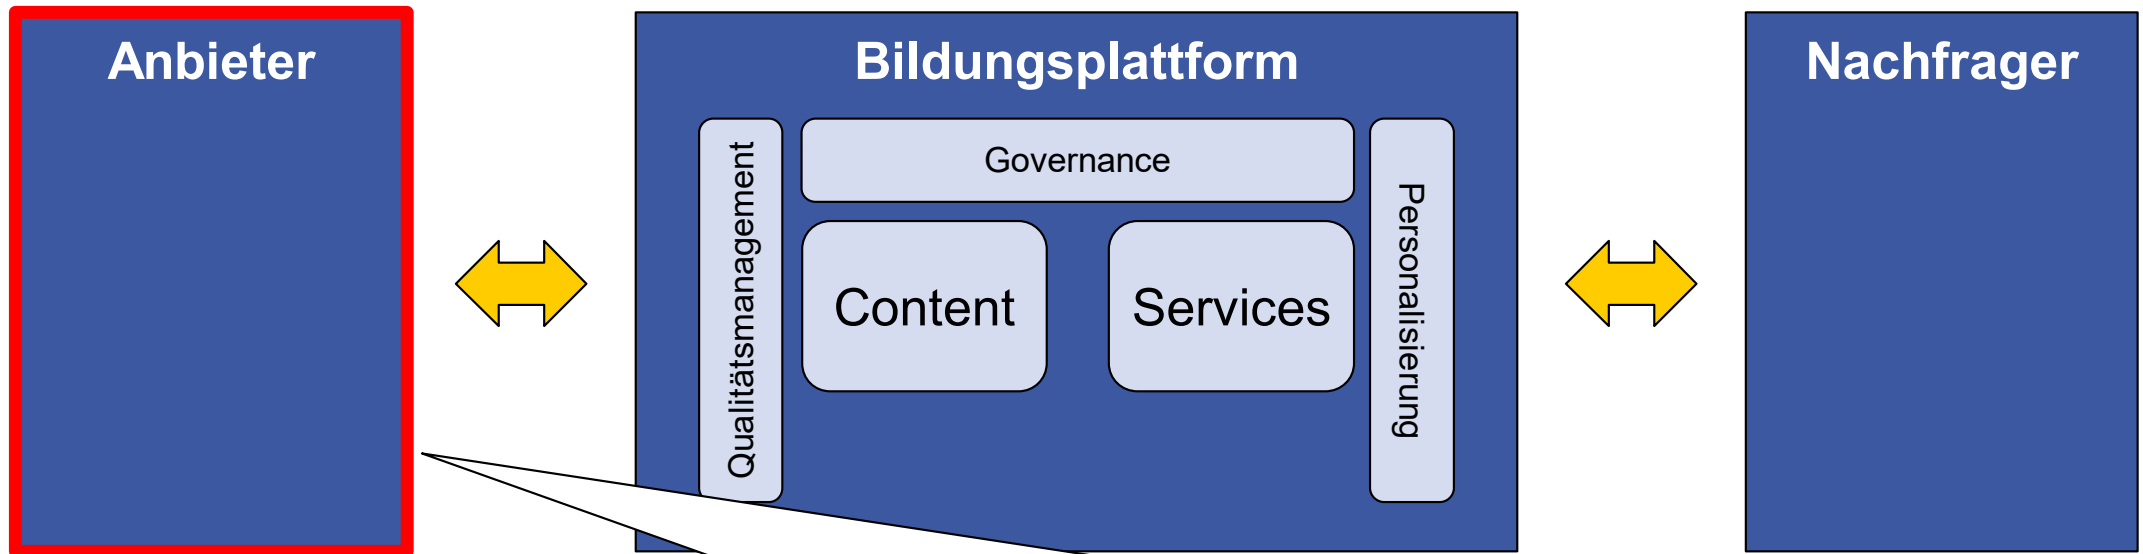 Anbieter
Bildungsplattform
Nachfrager
Qualitätsmanagement
Governance
Personalisierung
Content
Services